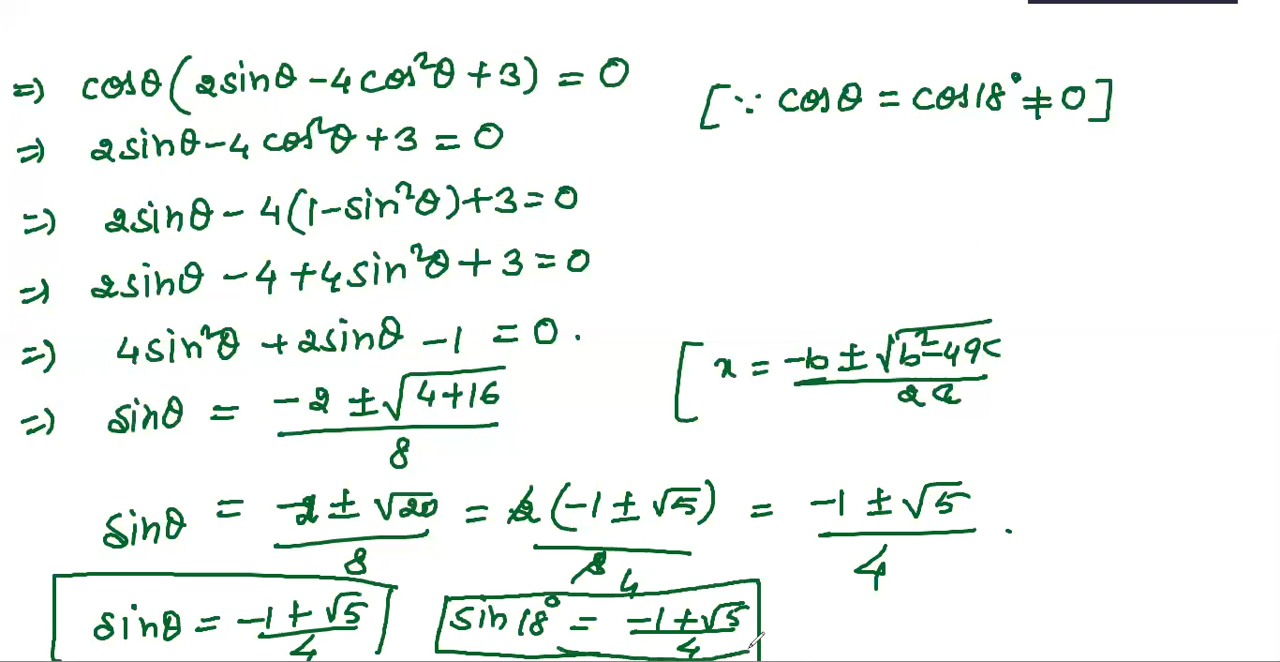 ⇒ cosθ(2sinθ - 4cos²θ + 3) = 0 [∵ cosθ = cos18° ≠ 0]
⇒ 2sinθ - 4cos²θ + 3 = 0
⇒ 2sinθ - 4(1 - sin²θ) + 3 = 0
⇒ 2sinθ - 4 + 4sin²θ + 3 = 0
⇒ 4sin²θ + 2sinθ - 1 = 0.
[x = (-b ± √(b² - 4ac))/2a
⇒ sinθ = (-2 ± √(4+16))/8
sinθ = (-2 ± √20)/8 = 2(-1 ± √5)/8 4 = (-1 ± √5)/4.
sinθ = (-1 + √5)/4 sin18° = (-1 + √5)/4